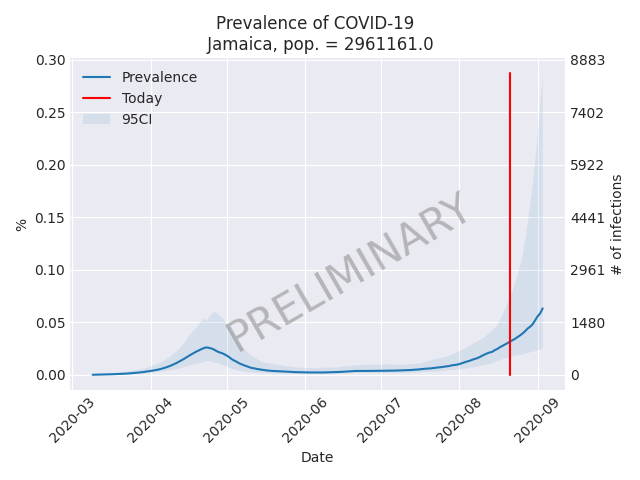 Prevalence of COVID-19
Jamaica, pop. = 2961161.0
Prevalence
Today
95CI
PRELIMINARY
%
0.30
0.25
0.20
0.15
0.10
0.05
0.00
8883
7402
5922
4441
2961
1480
0
# of infections
2020-03
2020-04
2020-05
2020-06
2020-07
2020-08
2020-09
Date